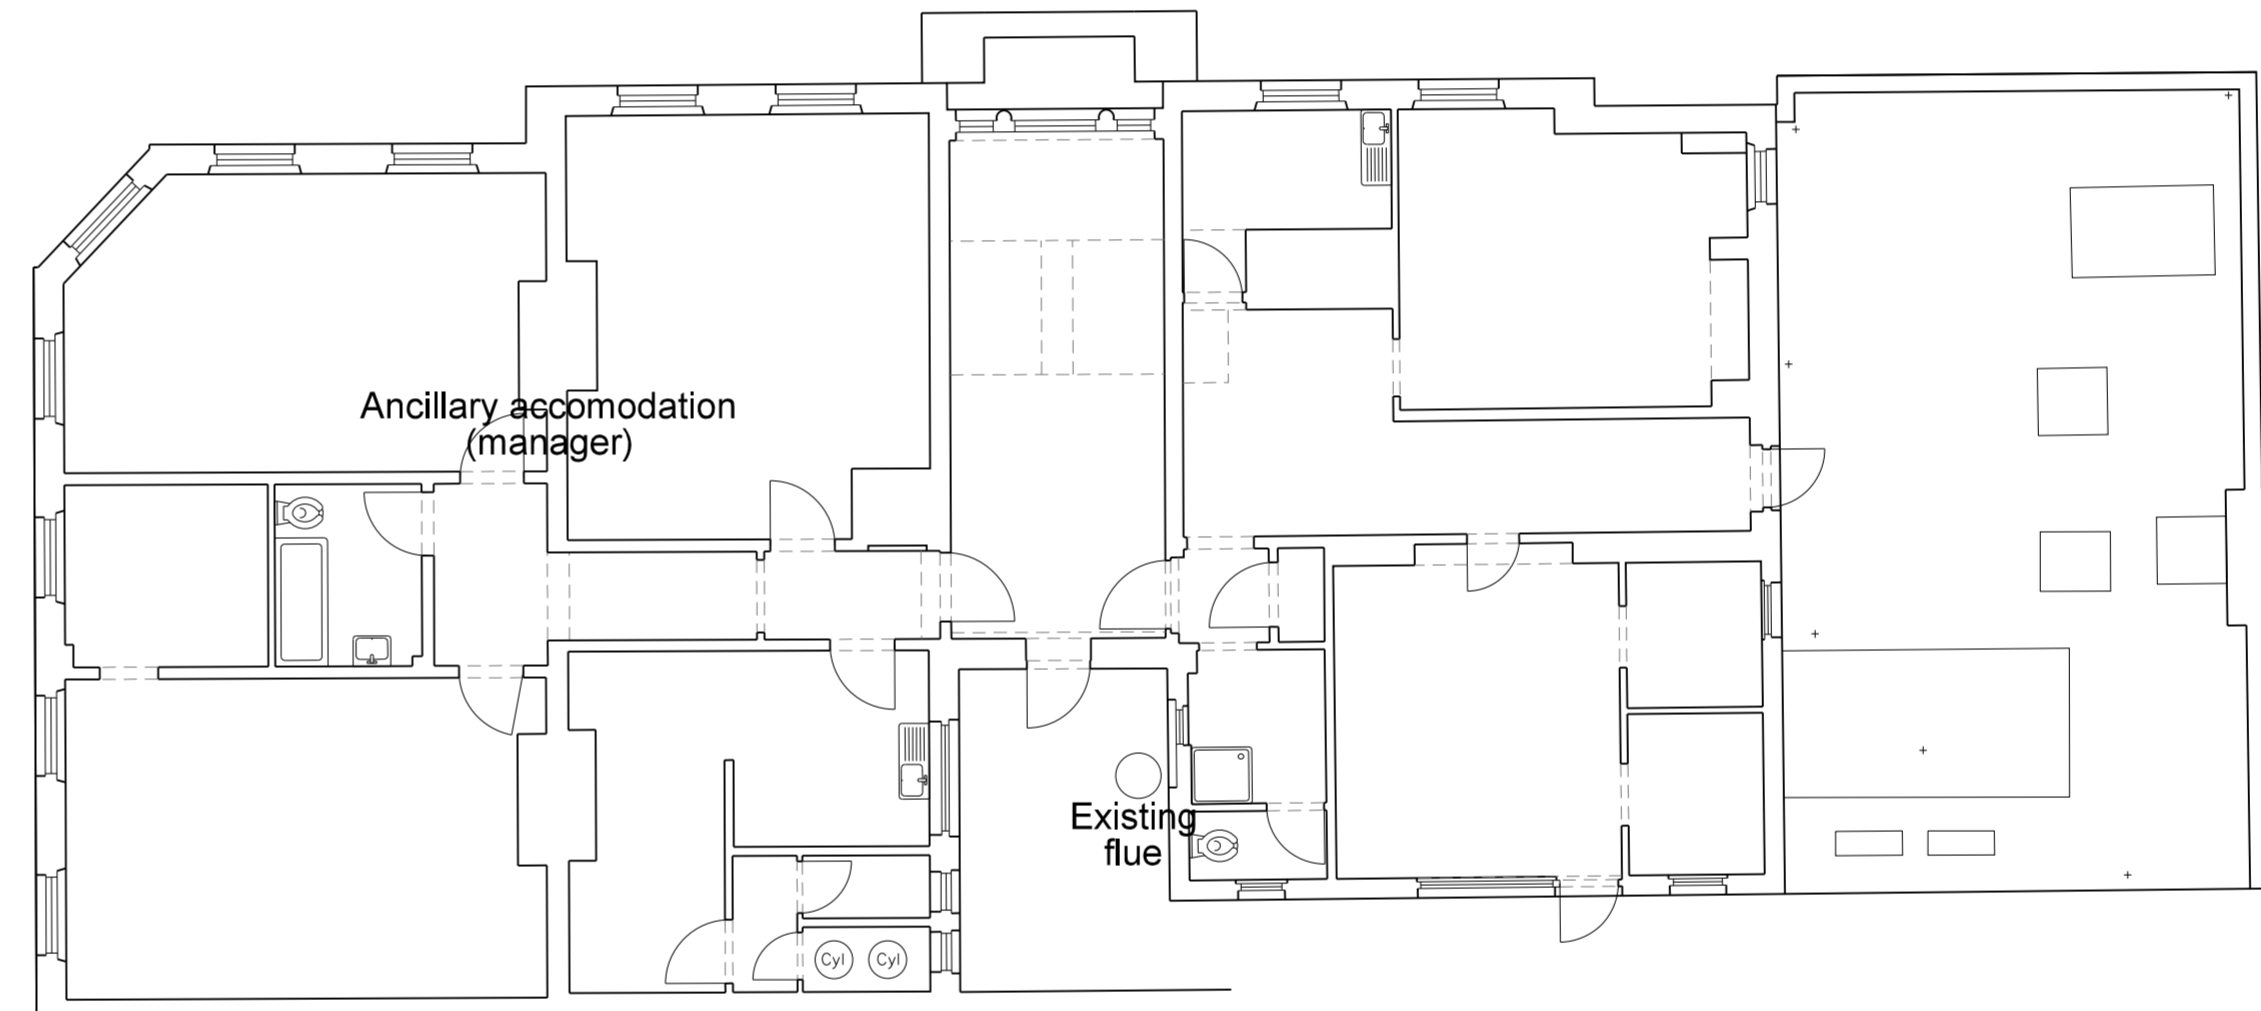 Ancillary accomodation
(manager)
Existing
flue
Cyl
Cyl